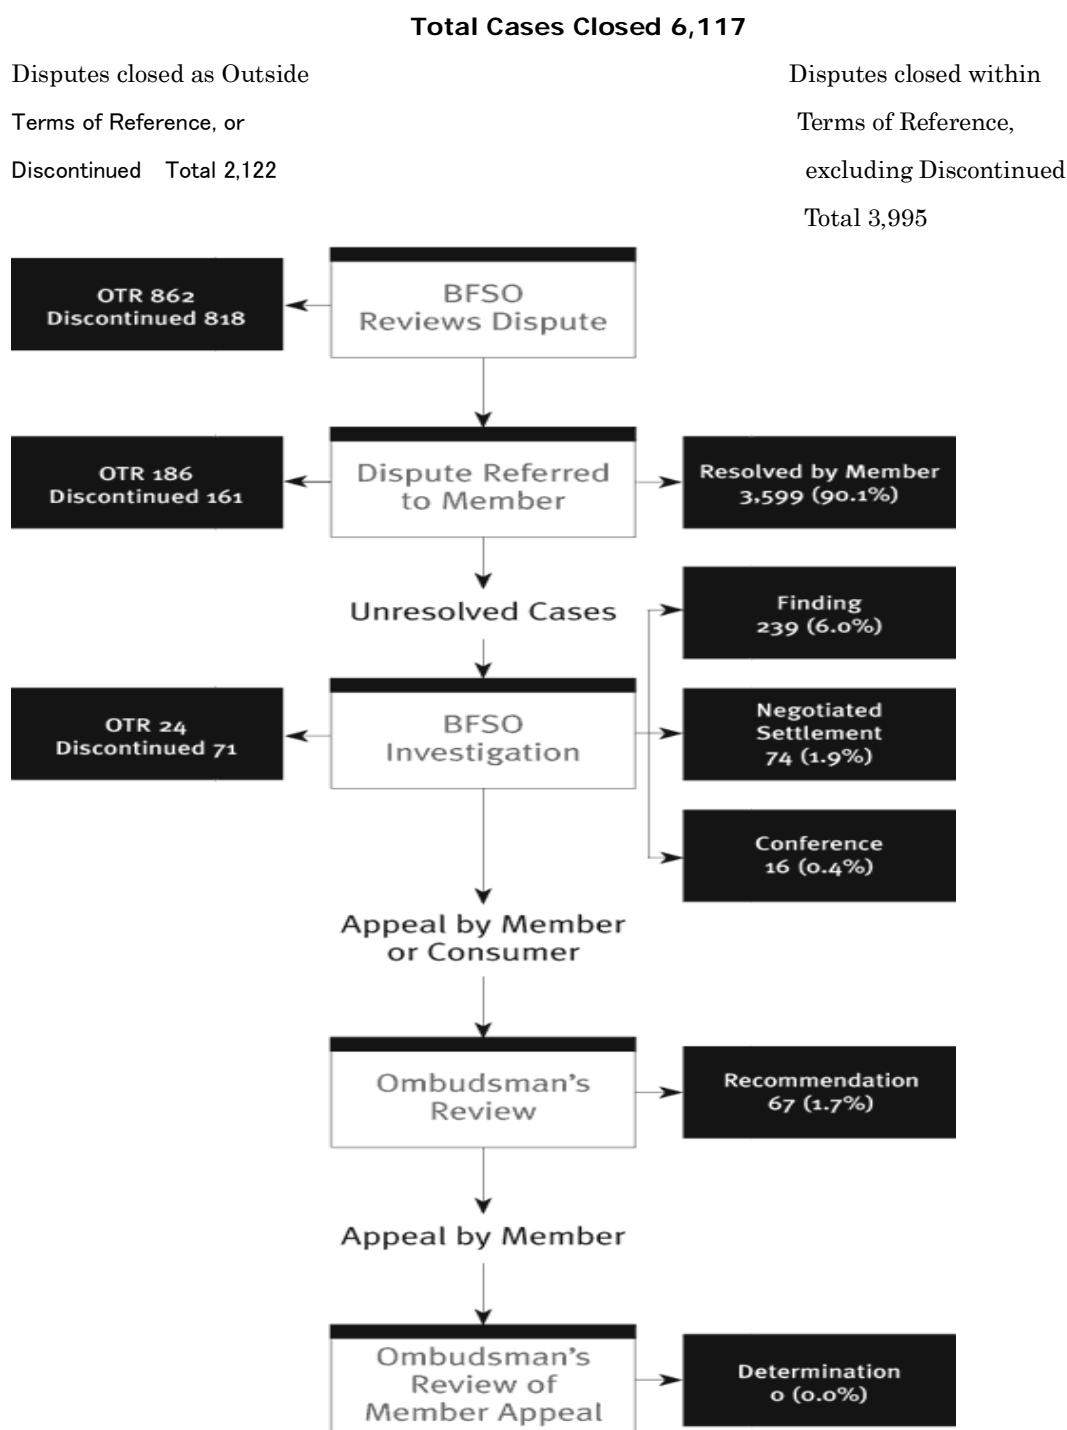 Total Cases Closed 6,117
Disputes closed as Outside
Terms of Reference, or
Discontinued Total 2,122
Disputes closed within
Terms of Reference,
excluding Discontinued
Total 3,995
OTR 862
Discontinued 818
BFSO
Reviews Dispute
OTR 186
Discontinued 161
Dispute Referred
to Member
Resolved by Member
3,599 (90.1%)
Unresolved Cases
Finding
239 (6.0%)
OTR 24
Discontinued 71
BFSO
Investigation
Negotiated
Settlement
74 (1.9%)
Conference
16 (0.4%)
Appeal by Member
or Consumer
Ombudsman's
Review
Recommendation
67 (1.7%)
Appeal by Member
Ombudsman's
Review of
Member Appeal
Determination
0 (0.0%)